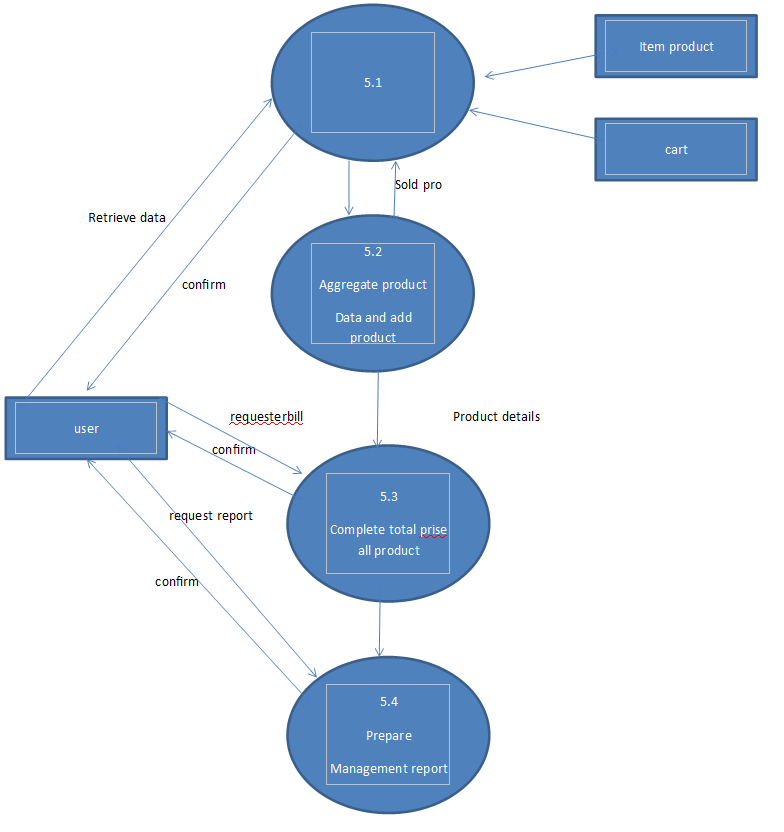 5.1
Item product
cart
Sold pro
Retrieve data
5.2
Aggregate product
Data and add
product
confirm
user
requesterbill
Product details
confirm
5.3
Complete total prise
all product
request report
confirm
5.4
Prepare
Management report